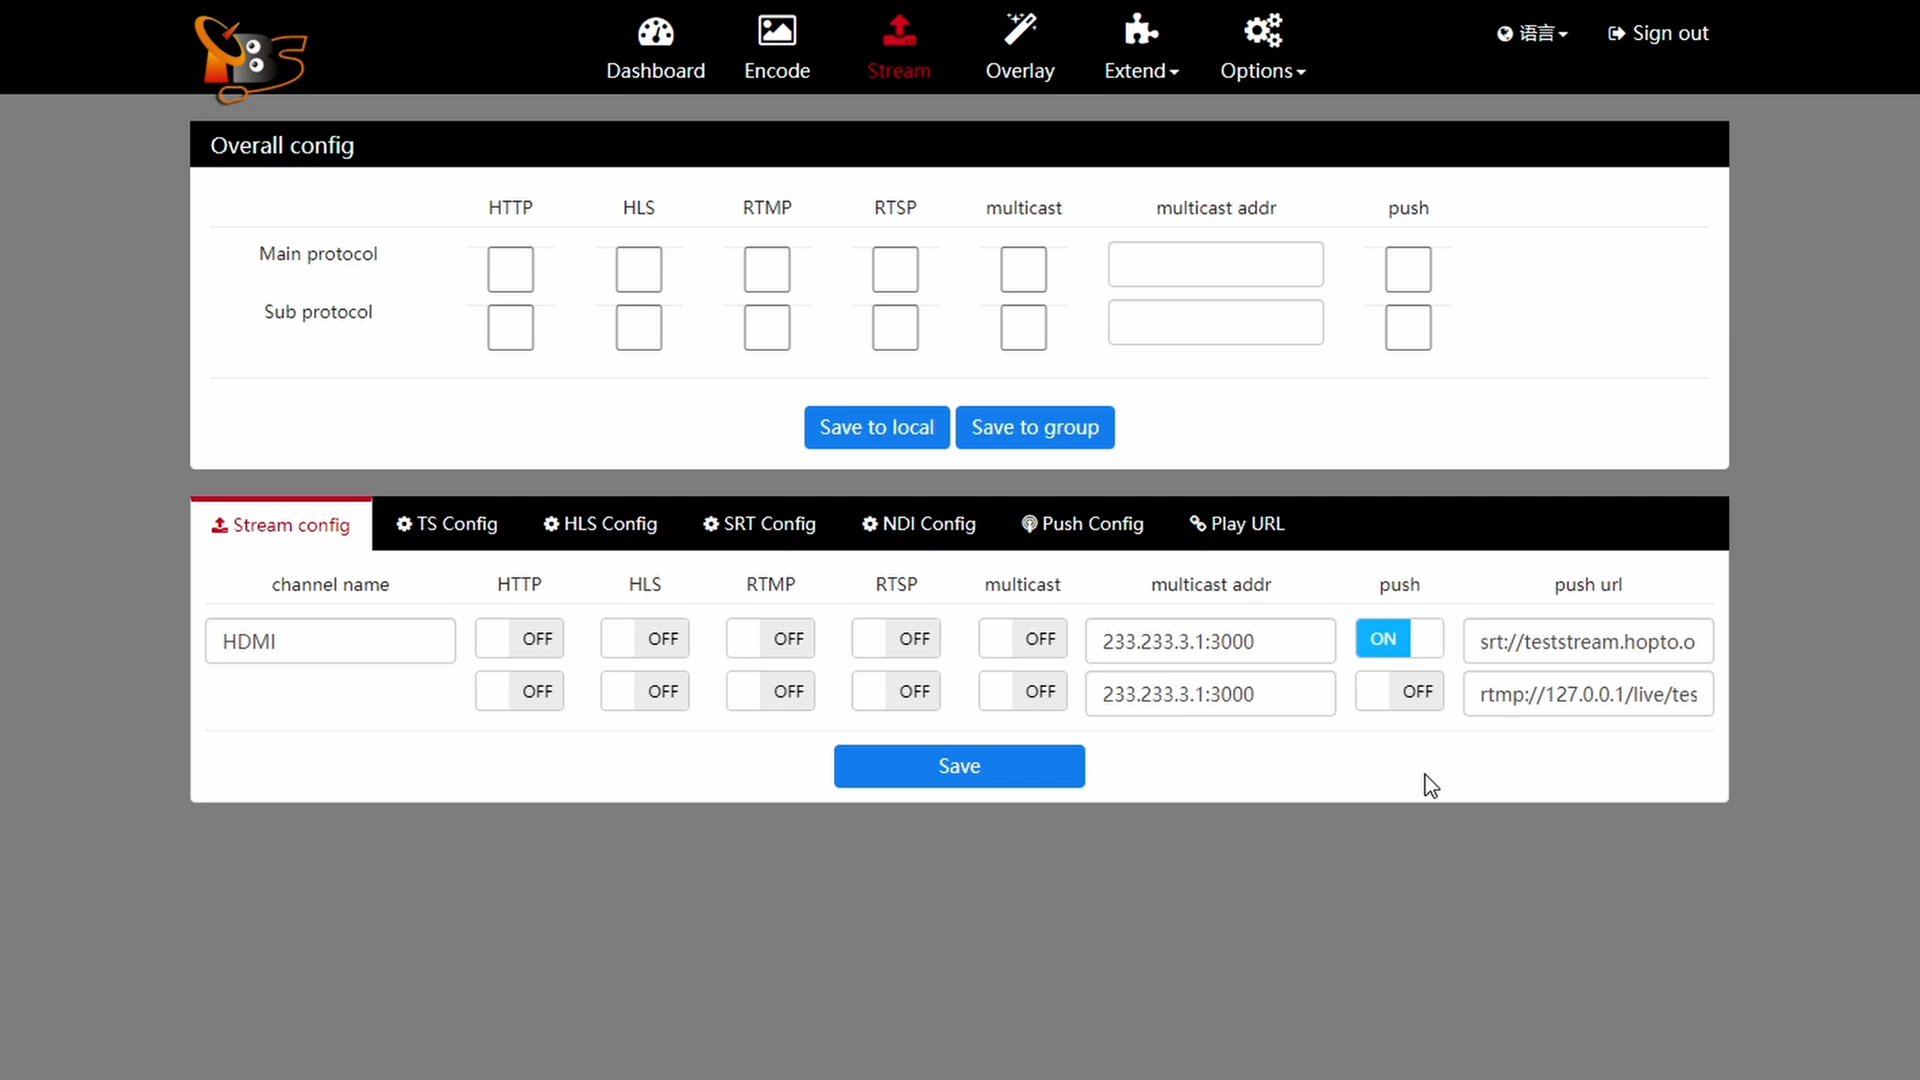 Dashboard Encode Stream Overlay Extend Options 语言 Sign out
Overall config
HTTP HLS RTMP RTSP multicast multicast addr push
Main protocol
Sub protocol
Save to local Save to group
Stream config TS Config HLS Config SRT Config NDI Config Push Config Play URL
channel name HTTP HLS RTMP RTSP multicast multicast addr push push url
HDMI OFF OFF OFF OFF OFF 233.233.3.1:3000 ON srt://teststream.hopto.o
OFF OFF OFF OFF OFF 233.233.3.1:3000 OFF rtmp://127.0.0.1/live/tes
Save